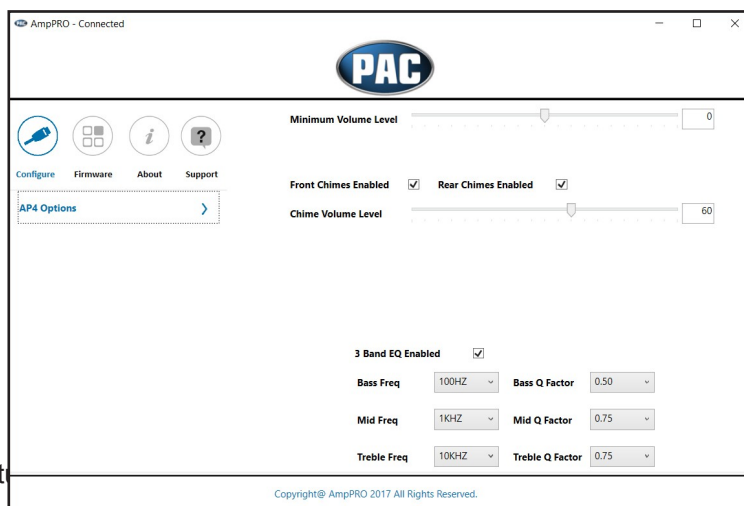 PAC AmpPRO - Connected
PAC
Minimum Volume Level 0
Configure Firmware About Support
Front Chimes Enabled Rear Chimes Enabled
AP4 Options
Chime Volume Level 60
3 Band EQ Enabled
Bass Freq 100HZ Bass Q Factor 0.50
Mid Freq 1KHZ Mid Q Factor 0.75
Treble Freq 10KHZ Treble Q Factor 0.75
Copyright@ AmpPRO 2017 All Rights Reserved.